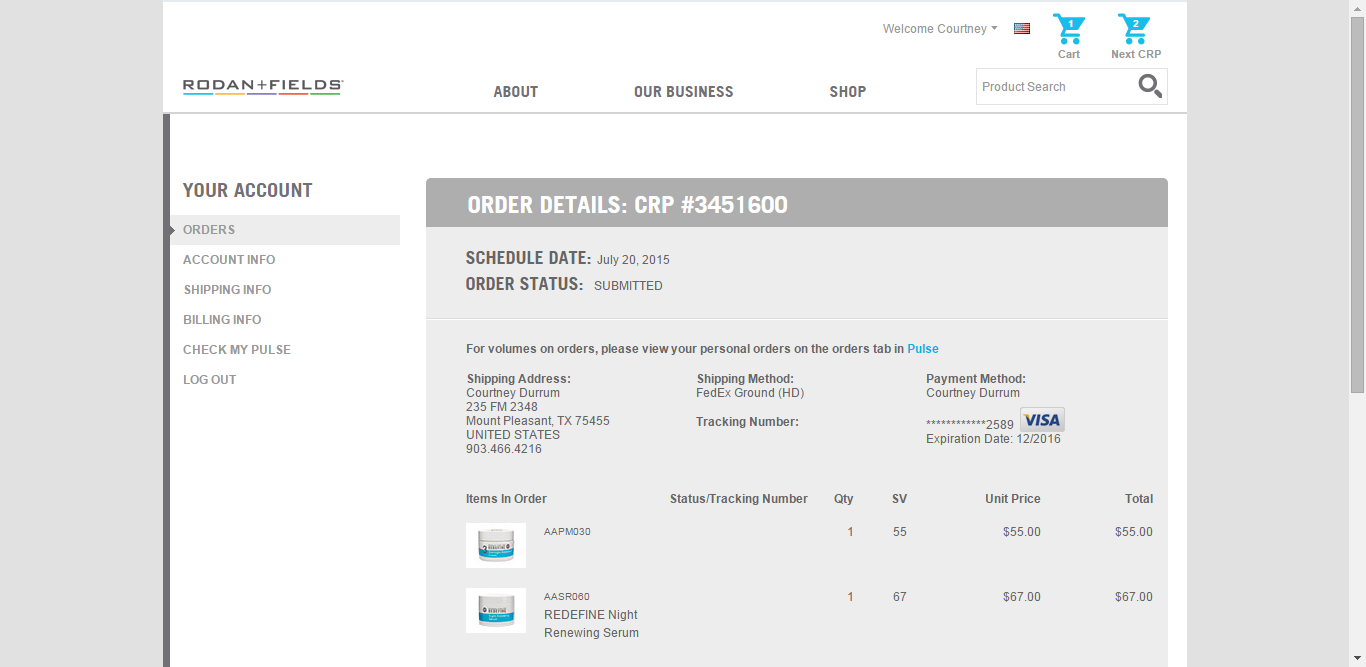 Welcome Courtney
1
Cart
2
Next CRP
RODAN+FIELDS
ABOUT
OUR BUSINESS
SHOP
Product Search
YOUR ACCOUNT
ORDERS
ACCOUNT INFO
SHIPPING INFO
BILLING INFO
CHECK MY PULSE
LOG OUT
ORDER DETAILS: CRP #3451600
SCHEDULE DATE: July 20, 2015
ORDER STATUS: SUBMITTED
For volumes on orders, please view your personal orders on the orders tab in Pulse
Shipping Address:
Courtney Durrum
235 FM 2348
Mount Pleasant, TX 75455
UNITED STATES
903.466.4216
Shipping Method:
FedEx Ground (HD)
Tracking Number:
Payment Method:
Courtney Durrum
************2589 VISA
Expiration Date: 12/2016
Items In Order Status/Tracking Number Qty SV Unit Price Total
REDEFINE
AAPM030 1 55 $55.00 $55.00
REDEFINE
AASR060 1 67 $67.00 $67.00
REDEFINE Night
Renewing Serum